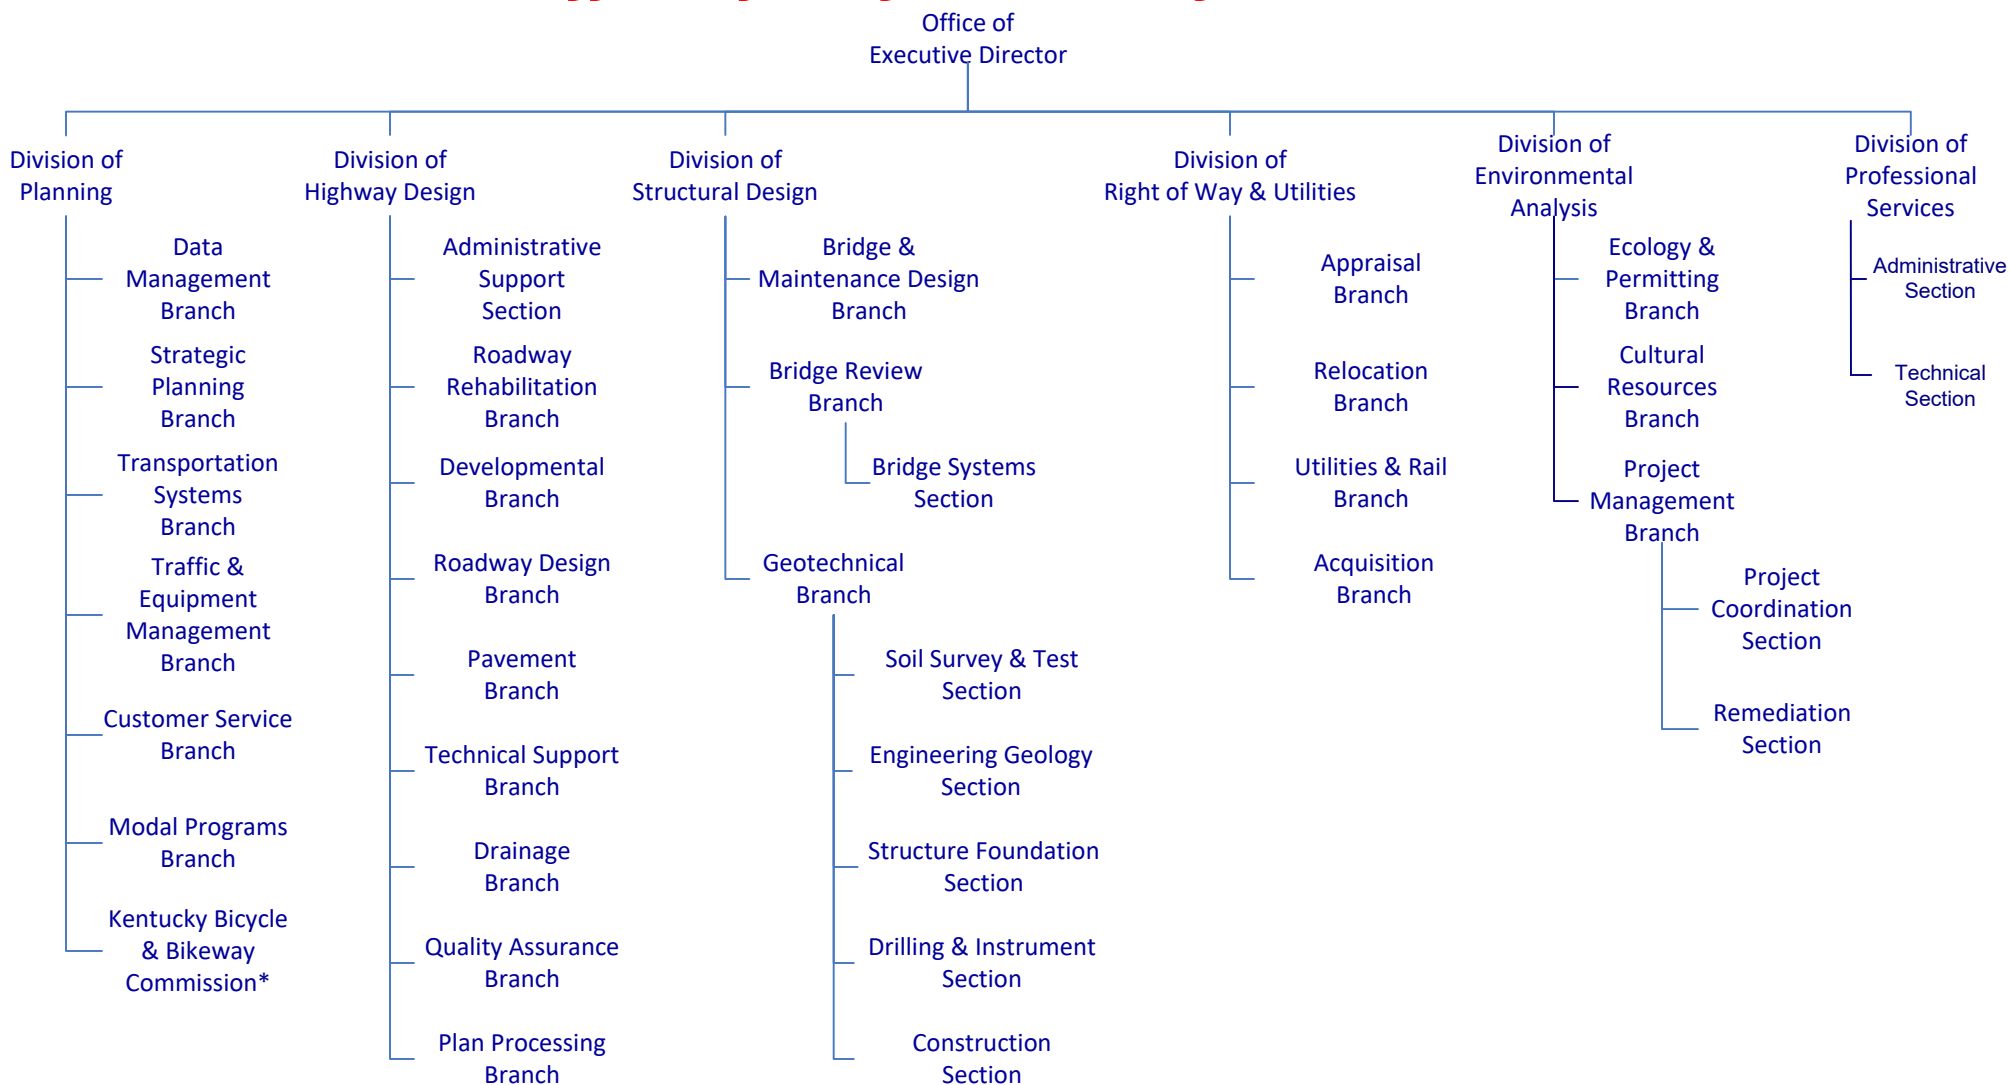 Office of
Executive Director
Division of
Planning
Data
Management
Branch
Strategic
Planning
Branch
Transportation
Systems
Branch
Traffic &
Equipment
Management
Branch
Customer Service
Branch
Modal Programs
Branch
Kentucky Bicycle
& Bikeway
Commission*
Division of
Highway Design
Administrative
Support
Section
Roadway
Rehabilitation
Branch
Developmental
Branch
Roadway Design
Branch
Pavement
Branch
Technical Support
Branch
Drainage
Branch
Quality Assurance
Branch
Plan Processing
Branch
Division of
Structural Design
Bridge &
Maintenance Design
Branch
Bridge Review
Branch
Bridge Systems
Section
Geotechnical
Branch
Soil Survey & Test
Section
Engineering Geology
Section
Structure Foundation
Section
Drilling & Instrument
Section
Construction
Section
Division of
Right of Way & Utilities
Appraisal
Branch
Relocation
Branch
Utilities & Rail
Branch
Acquisition
Branch
Division of
Environmental
Analysis
Ecology &
Permitting
Branch
Cultural
Resources
Branch
Project
Management
Branch
Project
Coordination
Section
Remediation
Section
Division of
Professional
Services
Administrative
Section
Technical
Section